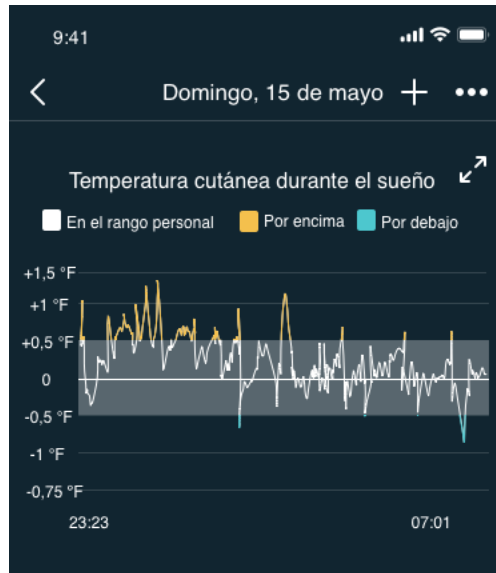 9:41
Domingo, 15 de mayo
Temperatura cutánea durante el sueño
En el rango personal Por encima Por debajo
+1,5 °F
+1 °F
+0,5 °F
0
-0,5 °F
-1 °F
-0,75 °F
23:23 07:01